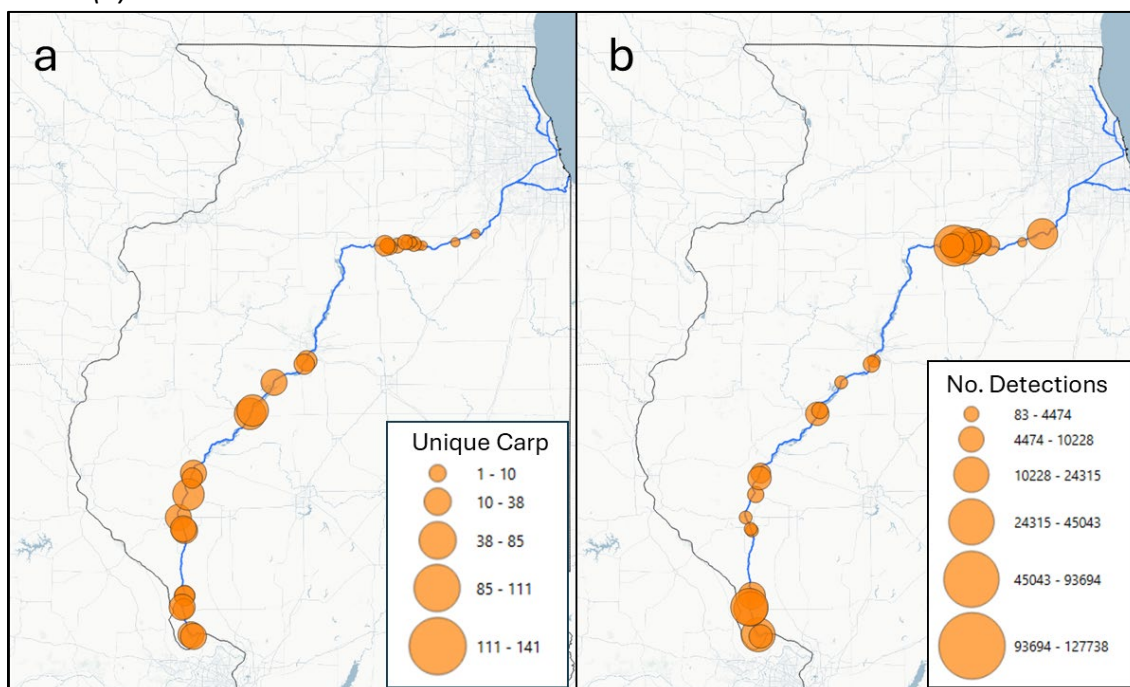 a
b
Unique Carp
1 - 10
10 - 38
38 - 85
85 - 111
111 - 141
No. Detections
83 - 4474
4474 - 10228
10228 - 24315
24315 - 45043
45043 - 93694
93694 - 127738